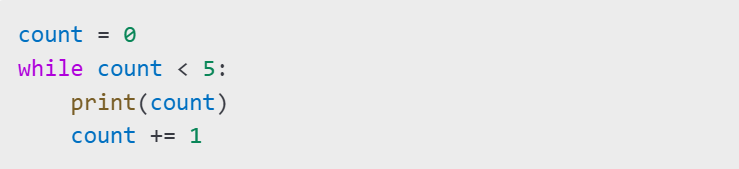 count = 0
while count < 5:
    print(count)
    count += 1